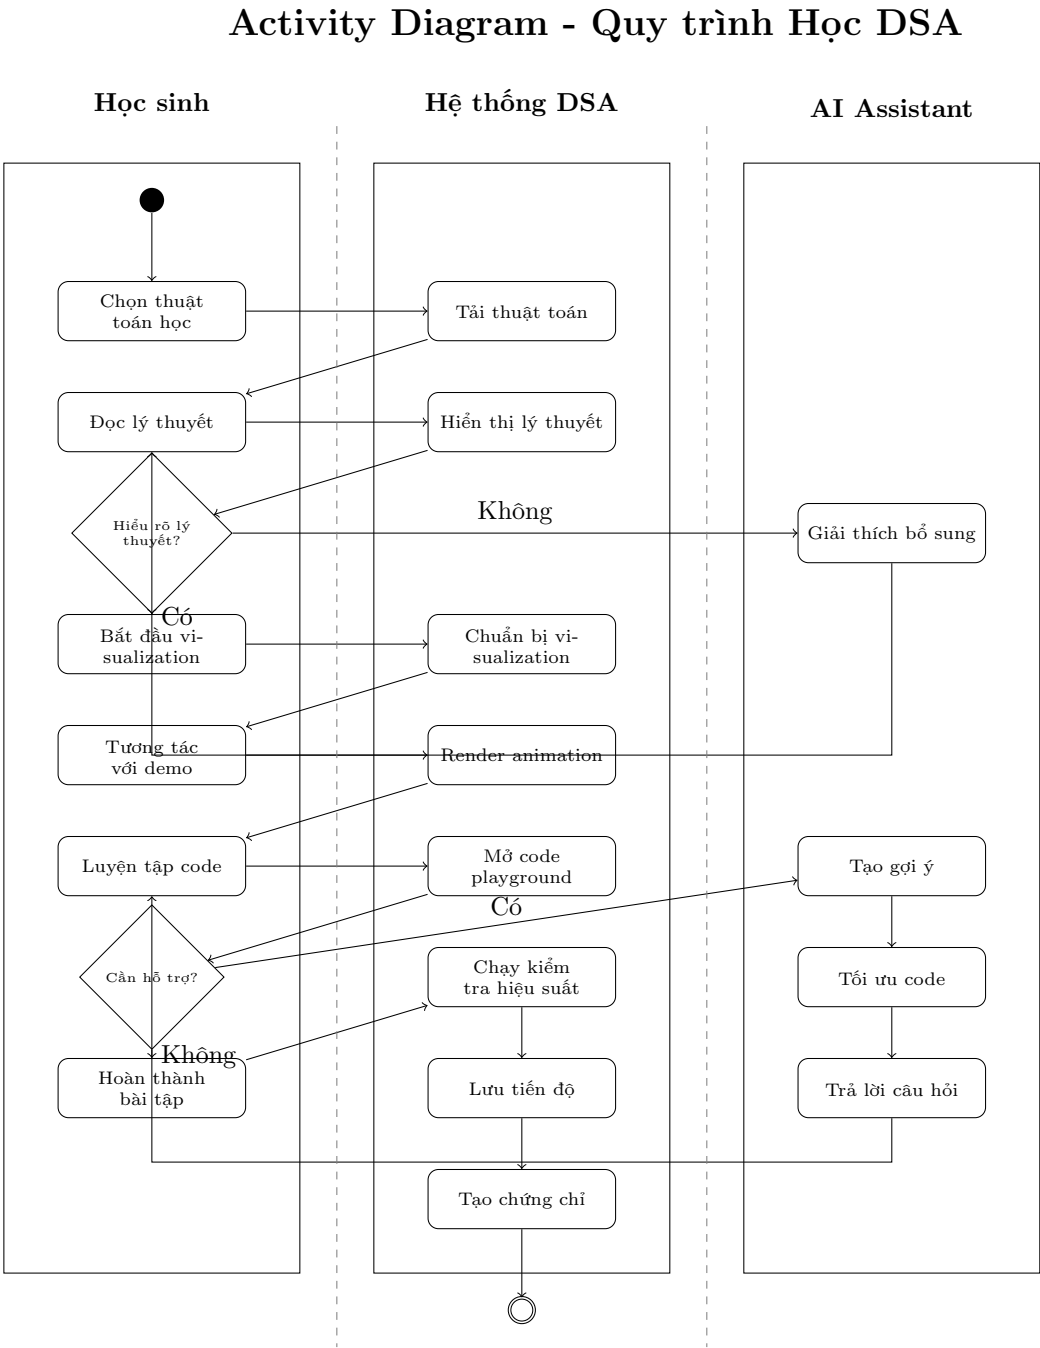 Activity Diagram - Quy trình Học DSA
Học sinh
Hệ thống DSA
AI Assistant
Chọn thuật
toán học
Tải thuật toán
Đọc lý thuyết
Hiển thị lý thuyết
Không
Hiểu rõ lý
thuyết?
Giải thích bổ sung
Có
Bắt đầu vi-
sualization
Chuẩn bị vi-
sualization
Tương tác
với demo
Render animation
Luyện tập code
Mở code
playground
Tạo gợi ý
Có
Cần hỗ trợ?
Chạy kiểm
tra hiệu suất
Tối ưu code
Không
Hoàn thành
bài tập
Lưu tiến độ
Trả lời câu hỏi
Tạo chứng chỉ